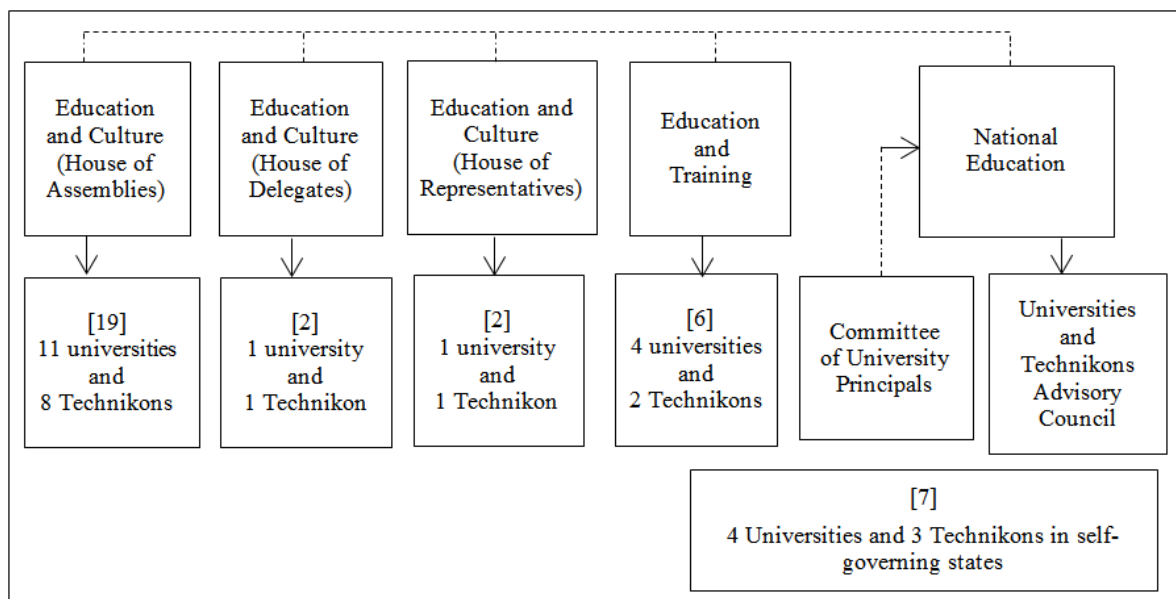 Education
and Culture
(House of
Assemblies)
Education
and Culture
(House of
Delegates)
Education and
Culture
(House of
Representatives)
Education
and
Training
National
Education
[19]
11 universities
and
8 Technikons
[2]
1 university
and
1 Technikon
[2]
1 university
and
1 Technikon
[6]
4 universities
and
2 Technikons
Committee
of University
Principals
Universities
and
Technikons
Advisory
Council
[7]
4 Universities and 3 Technikons in self-
governing states